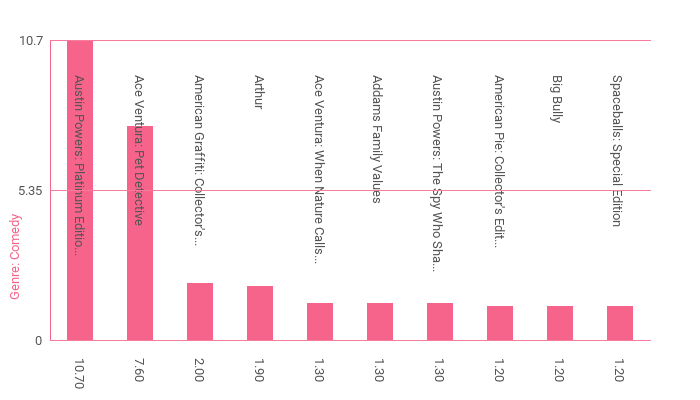 10.7
5.35
0
Genre: Comedy
Austin Powers: Platinum Editio...
Ace Ventura: Pet Detective
American Graffiti: Collector's...
Arthur
Ace Ventura: When Nature Calls...
Addams Family Values
Austin Powers: The Spy Who Sha...
American Pie: Collector's Edit...
Big Bully
Spaceballs: Special Edition
10.70
7.60
2.00
1.90
1.30
1.30
1.30
1.20
1.20
1.20